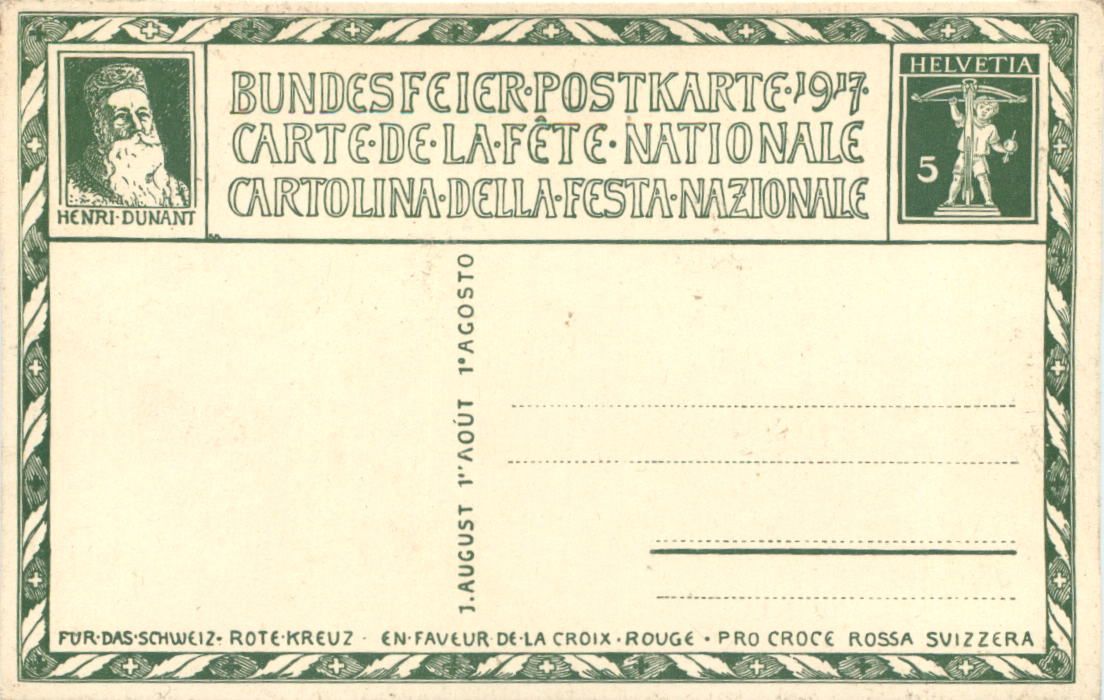 BUNDESFEIER·POSTKARTE·1917·
CARTE·DE·LA·FÊTE·NATIONALE
CARTOLINA·DELLA·FESTA·NAZIONALE
HENRI·DUNANT
HELVETIA
5
1.AUGUST 1ER AOÛT 1º AGOSTO
FÜR·DAS·SCHWEIZ·ROTE·KREUZ · EN·FAVEUR·DE·LA CROIX·ROUGE · PRO CROCE ROSSA SVIZZERA